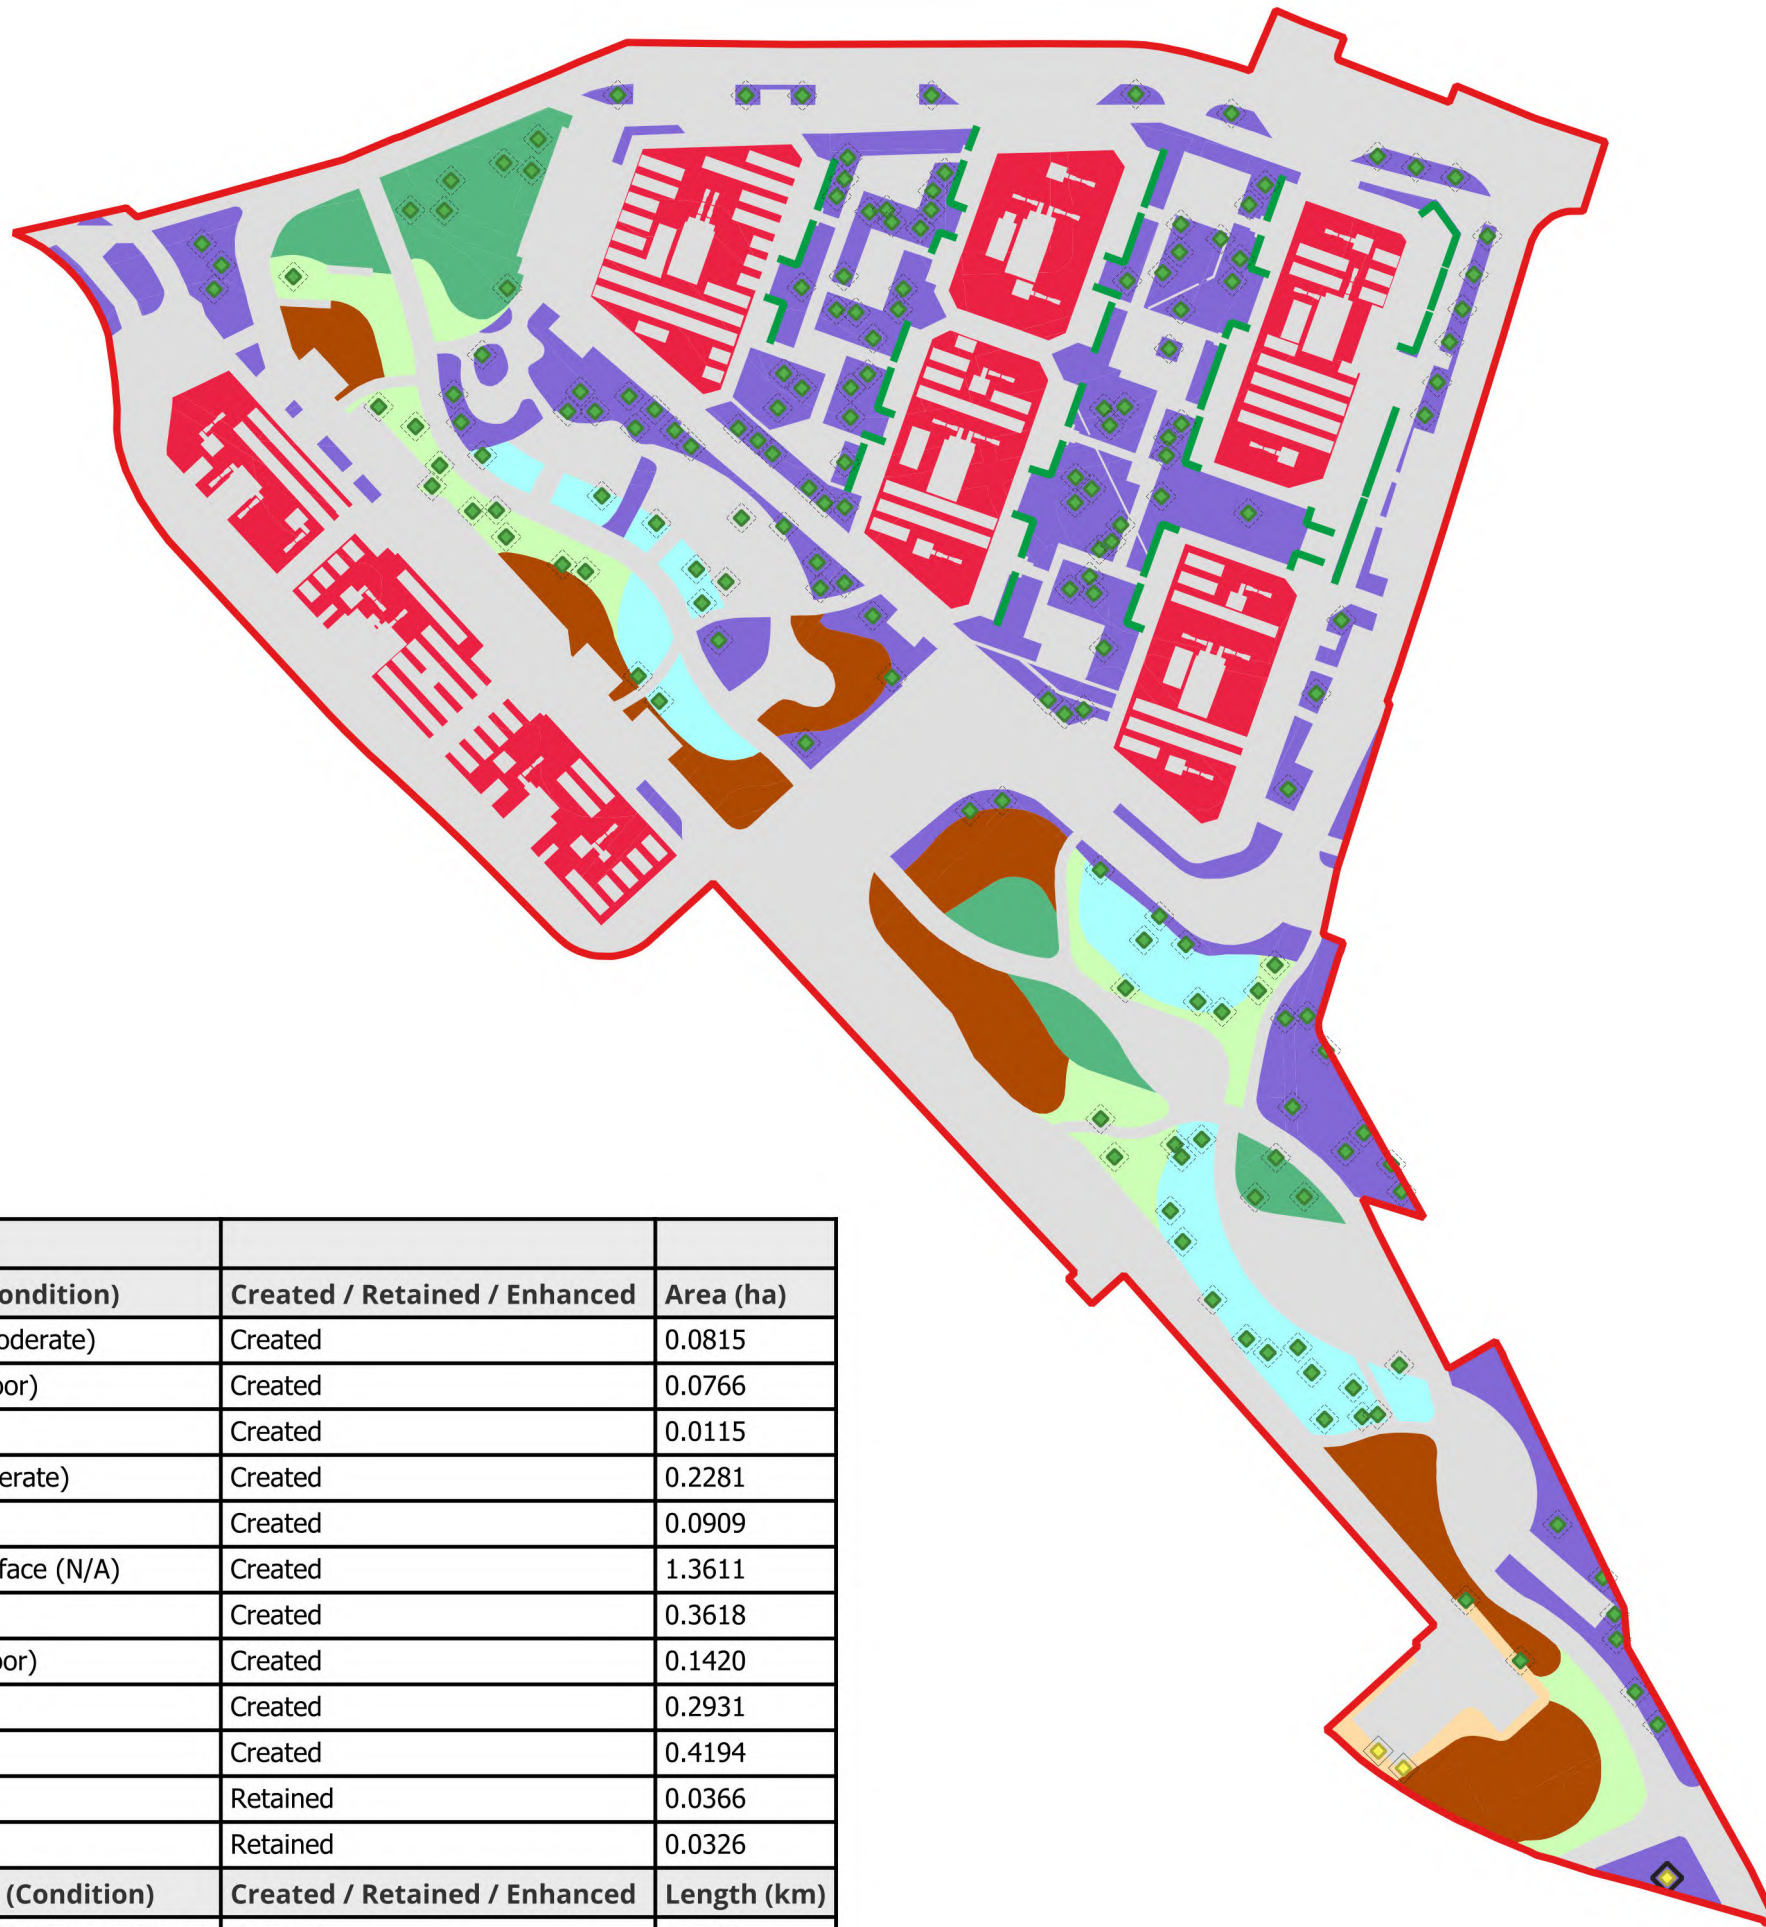 ondition) Created / Retained / Enhanced Area (ha)
oderate) Created 0.0815
oor) Created 0.0766
Created 0.0115
erate) Created 0.2281
Created 0.0909
face (N/A) Created 1.3611
Created 0.3618
oor) Created 0.1420
Created 0.2931
Created 0.4194
Retained 0.0366
Retained 0.0326
(Condition) Created / Retained / Enhanced Length (km)